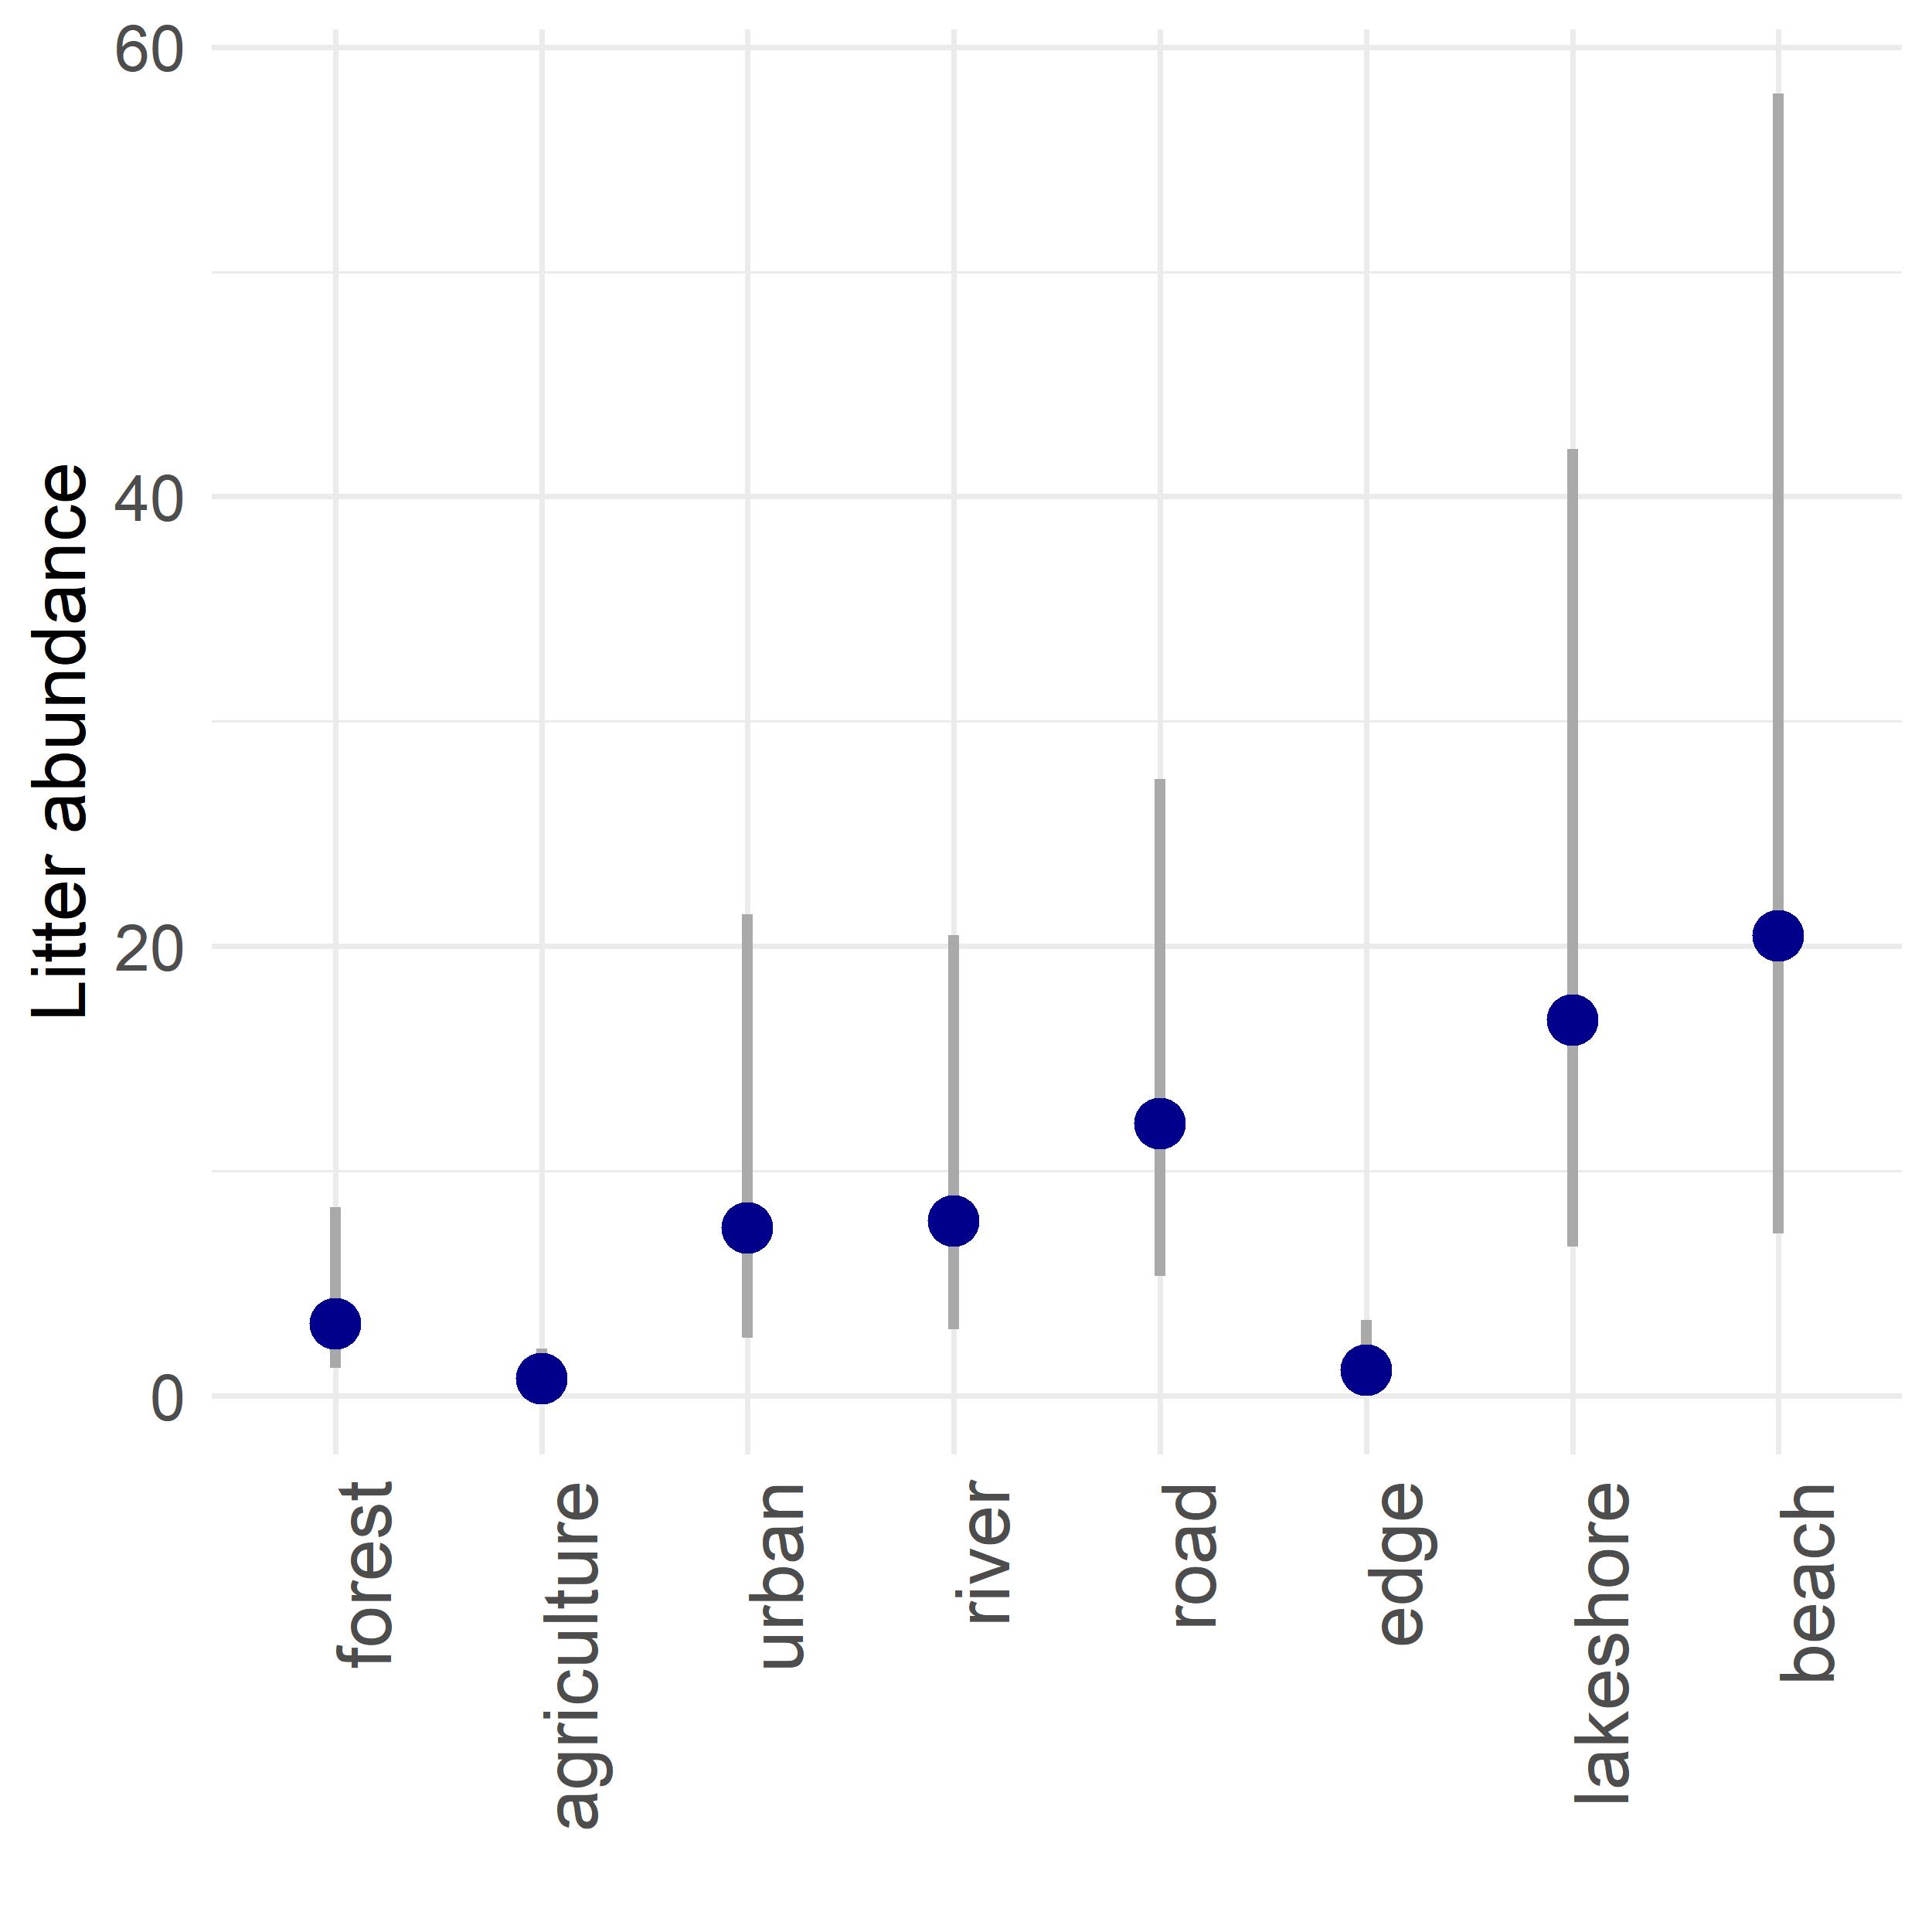 Litter abundance
60
40
20
0
forest
agriculture
urban
river
road
edge
lakeshore
beach